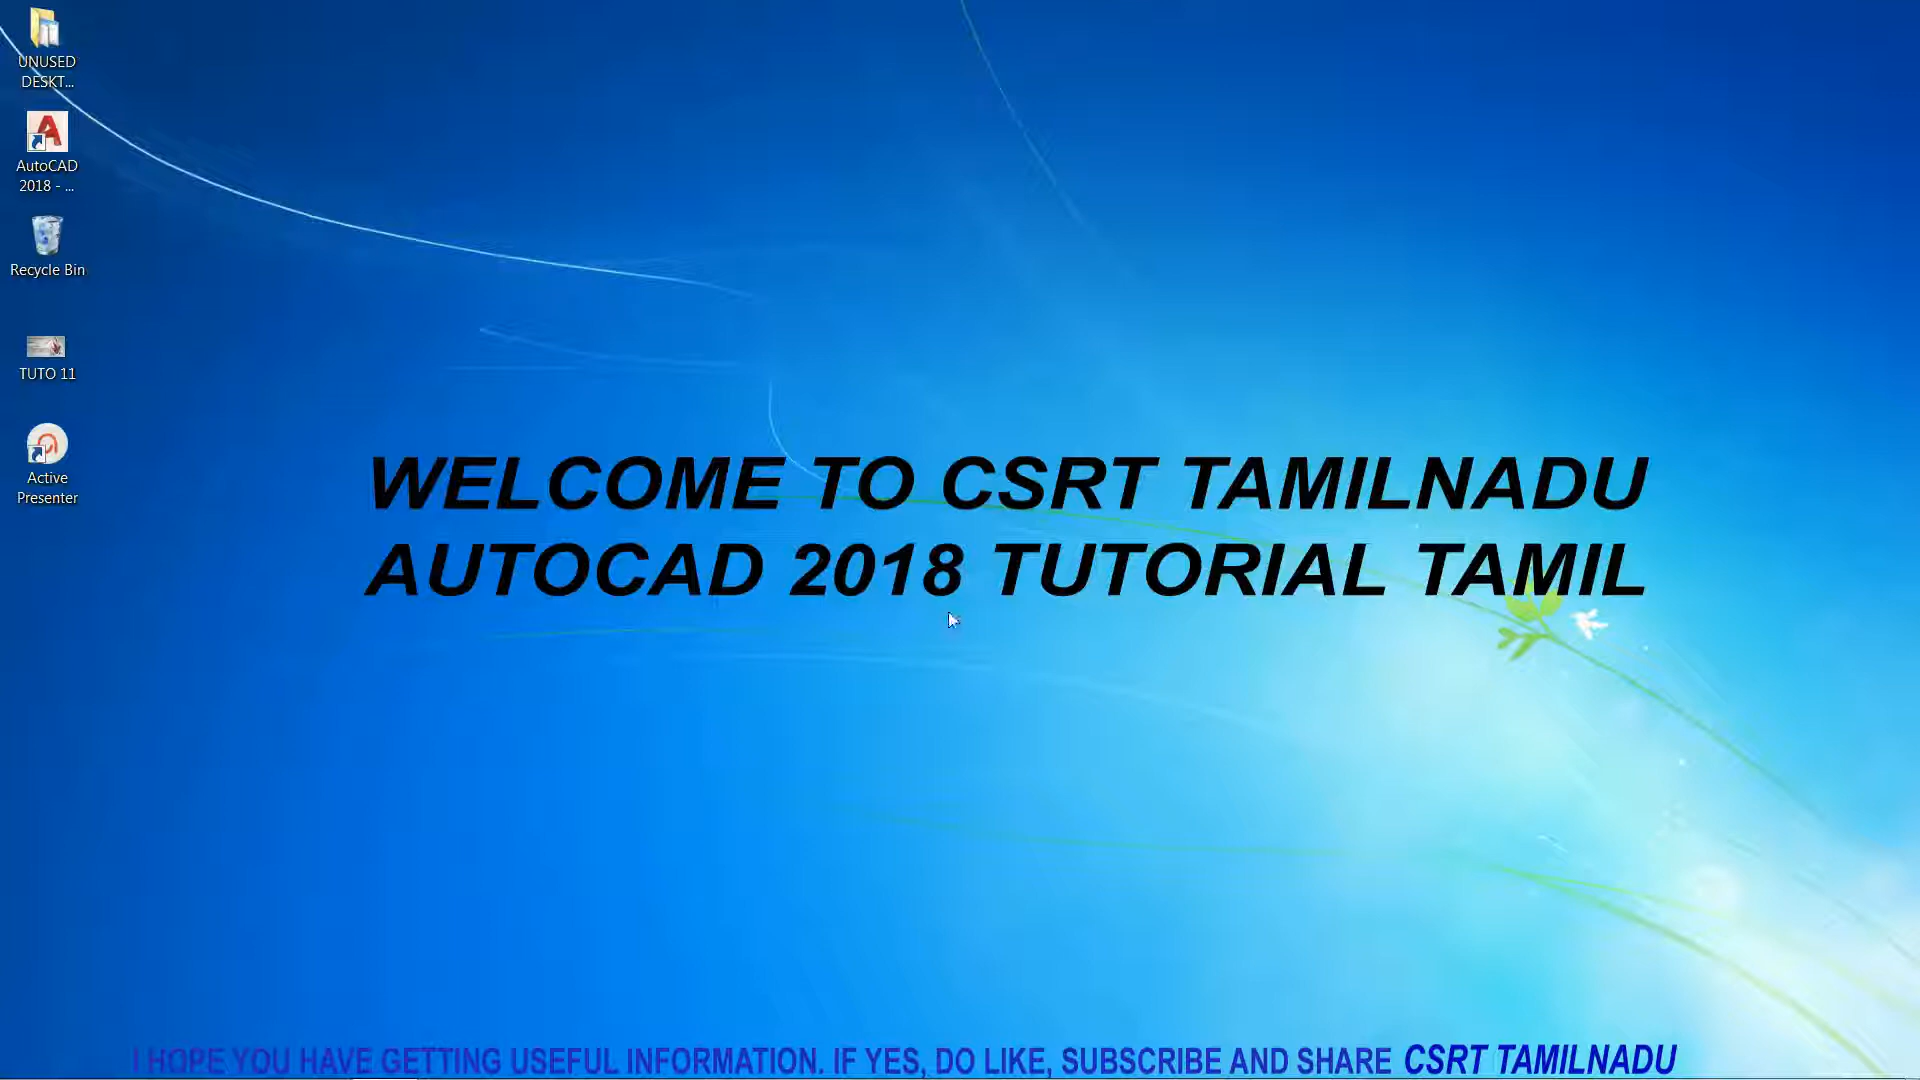 UNUSED
DESKT...
AutoCAD
2018 - ...
Recycle Bin
TUTO 11
Active
Presenter
WELCOME TO CSRT TAMILNADU
AUTOCAD 2018 TUTORIAL TAMIL
I HOPE YOU HAVE GETTING USEFUL INFORMATION. IF YES, DO LIKE, SUBSCRIBE AND SHARE CSRT TAMILNADU